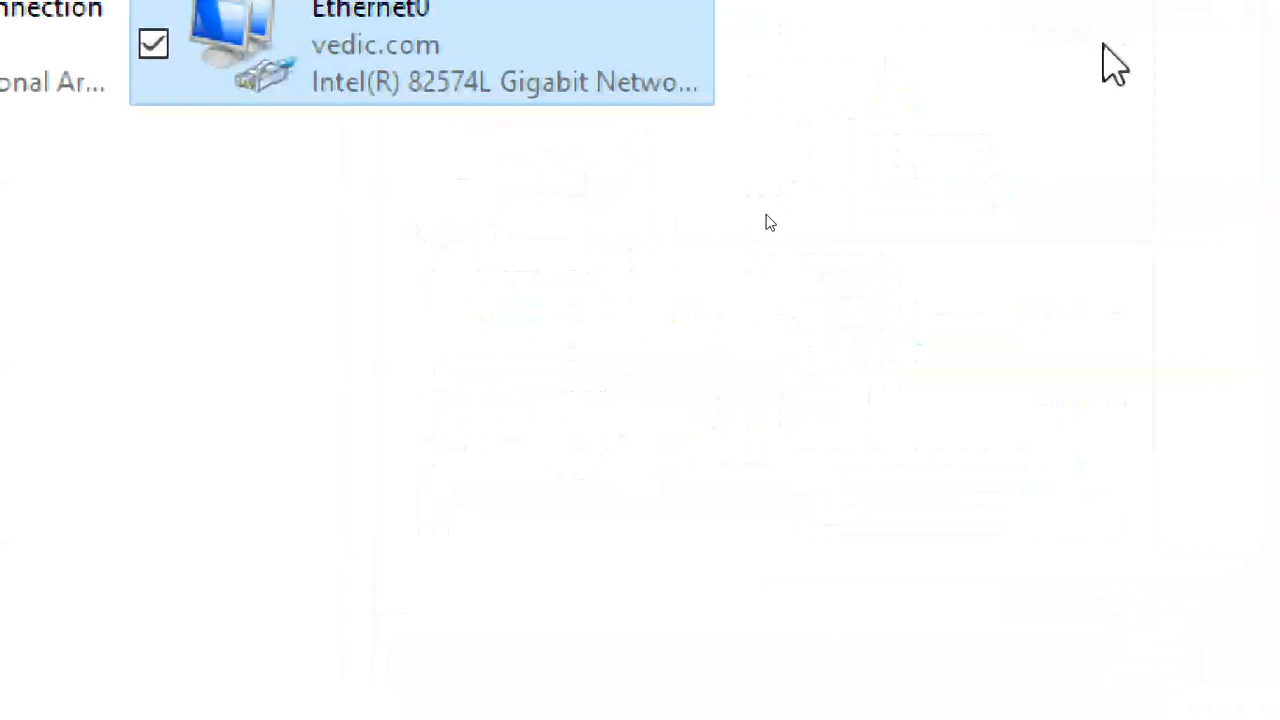 nnection
onal Ar...
Ethernet0
vedic.com
Intel(R) 82574L Gigabit Netwo...